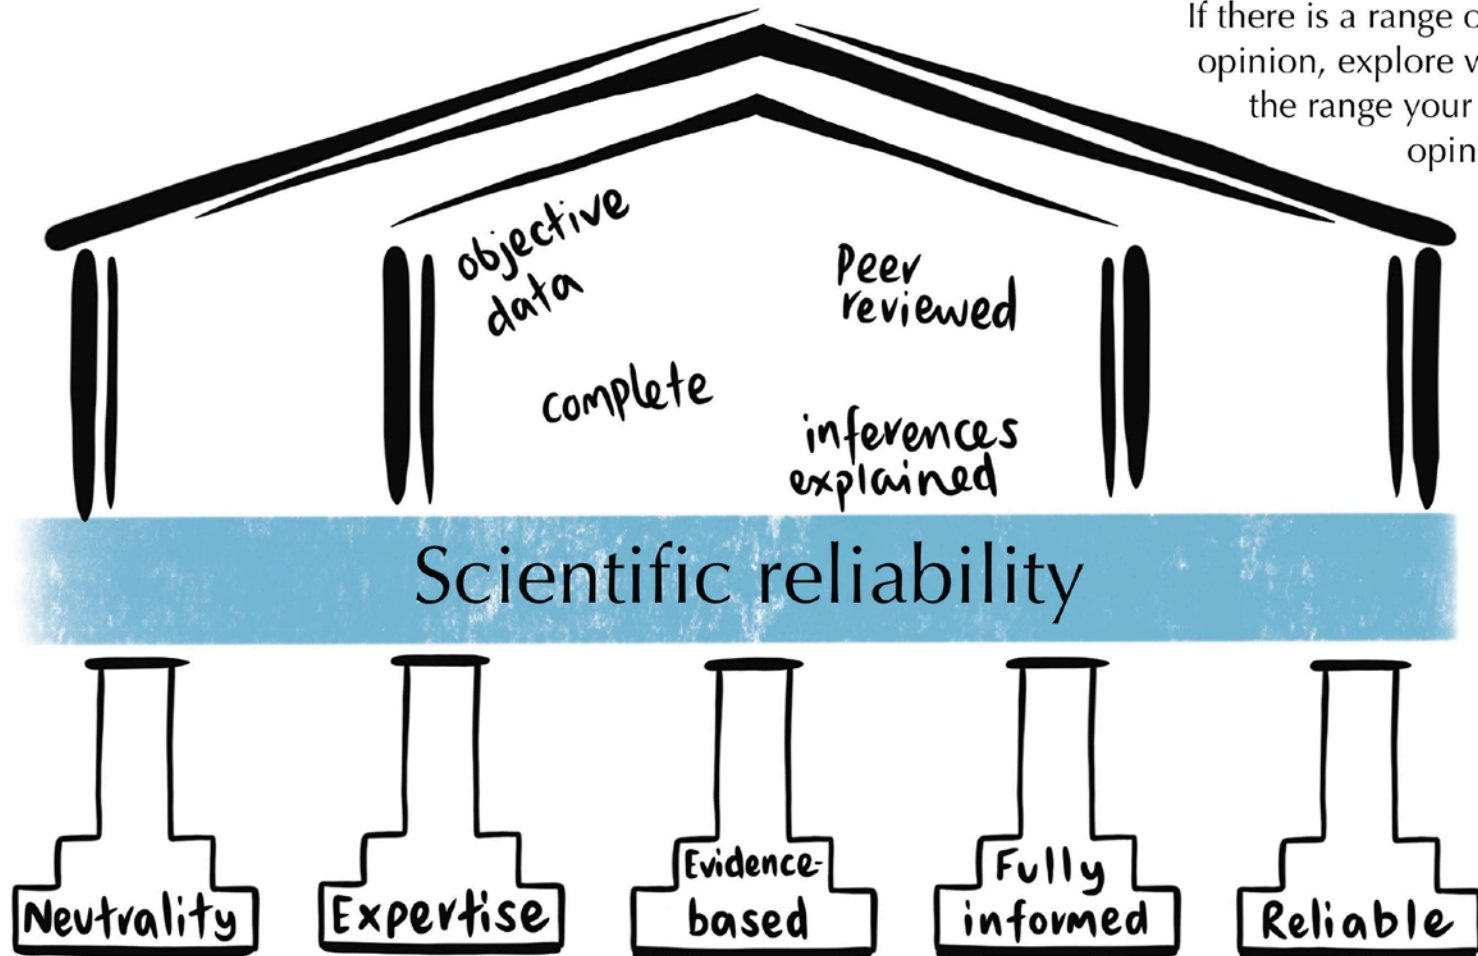 If there is a range
opinion, explore
the range your
objective
data
Peer
reviewed
complete
inferences
explained
Scientific reliability
Neutrality
Expertise
Evidence-
based
Fully
informed
Reliable